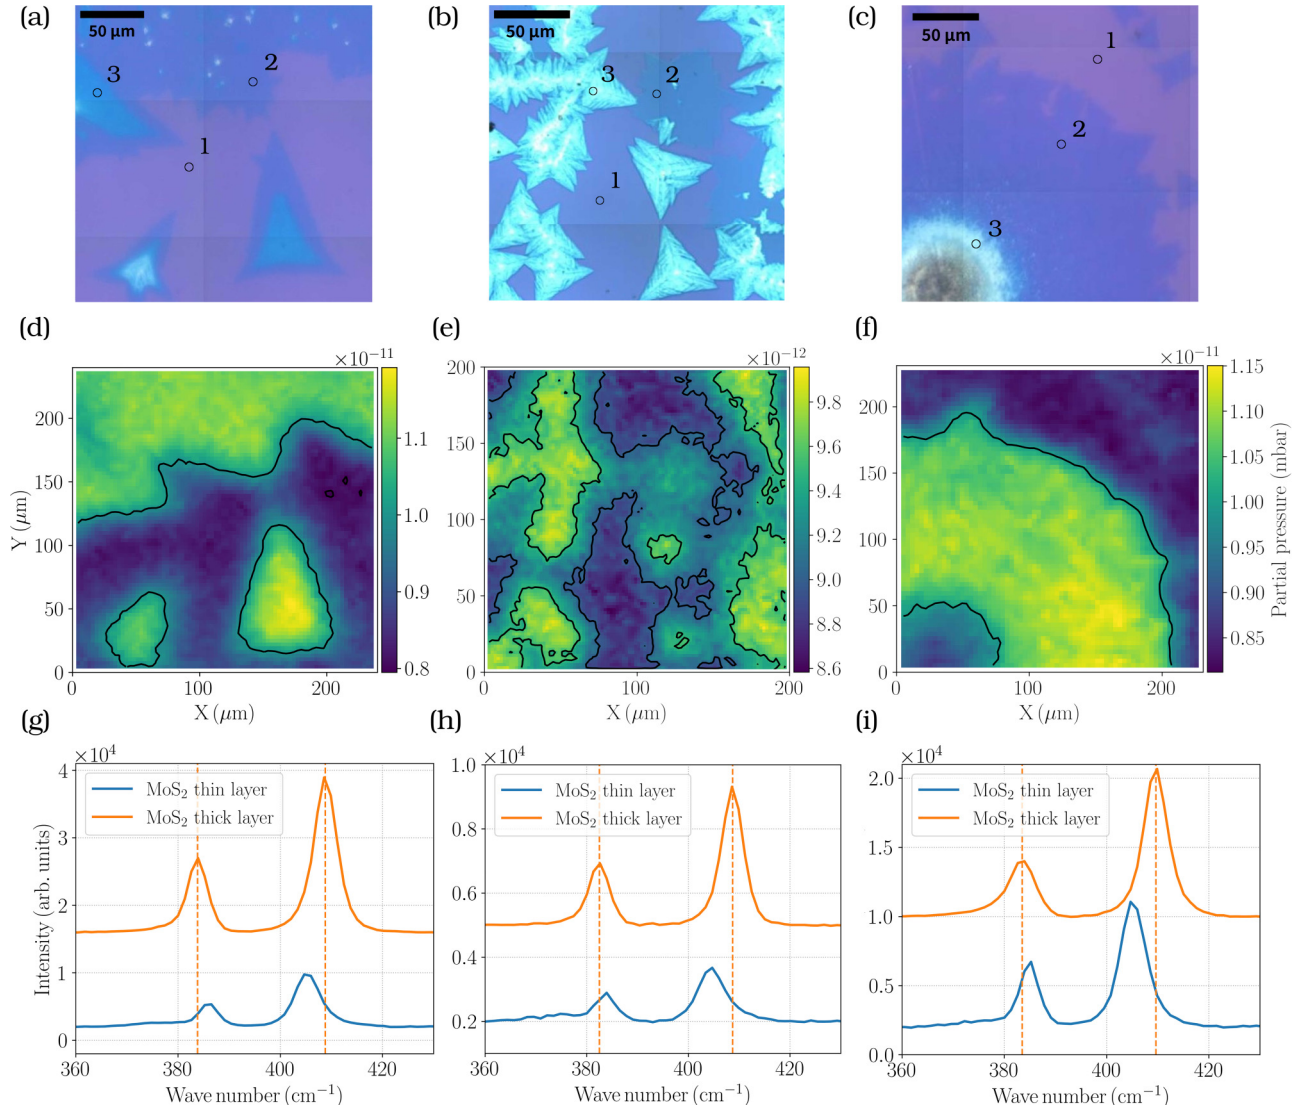 (a)
50 μm
3
2
1
(b)
50 μm
3
2
1
(c)
50 μm
1
2
3
(d)
×10⁻¹¹
1.1
1.0
0.9
0.8
200
150
100
50
0
Y (μm)
0 100 200
X (μm)
(e)
×10⁻¹²
9.8
9.6
9.4
9.2
9.0
8.8
8.6
200
150
100
50
0
0 100 200
X (μm)
(f)
×10⁻¹¹
1.15
1.10
1.05
1.00
0.95
0.90
0.85
Partial pressure (mbar)
200
150
100
50
0
0 100 200
X (μm)
(g)
×10⁴
MoS₂ thin layer
MoS₂ thick layer
4
3
2
1
0
Intensity (arb. units)
360 380 400 420
Wave number (cm⁻¹)
(h)
×10⁴
MoS₂ thin layer
MoS₂ thick layer
1.0
0.8
0.6
0.4
0.2
360 380 400 420
Wave number (cm⁻¹)
(i)
×10⁴
MoS₂ thin layer
MoS₂ thick layer
2.0
1.5
1.0
0.5
0.0
360 380 400 420
Wave number (cm⁻¹)